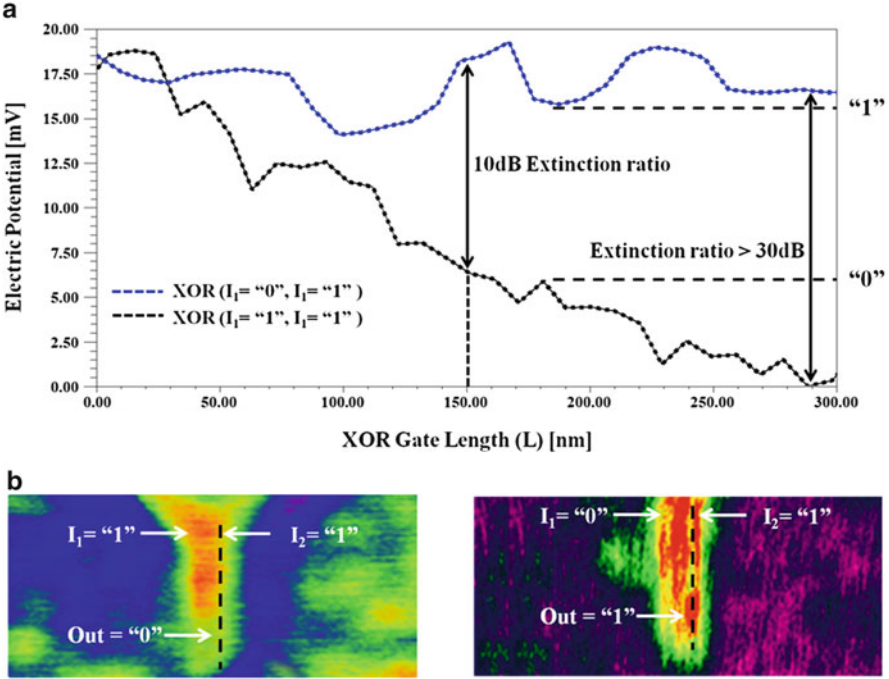 a
20.00
17.50
15.00
12.50
10.00
7.50
5.00
2.50
0.00
Electric Potential [mV]
“1”
10dB Extinction ratio
Extinction ratio > 30dB
“0”
XOR (I₁= “0”, I₁= “1” )
XOR (I₁= “1”, I₁= “1” )
0.00 50.00 100.00 150.00 200.00 250.00 300.00
XOR Gate Length (L) [nm]
b
I₁= “1” I₂= “1”
Out = “0”
I₁= “0” I₂= “1”
Out = “1”